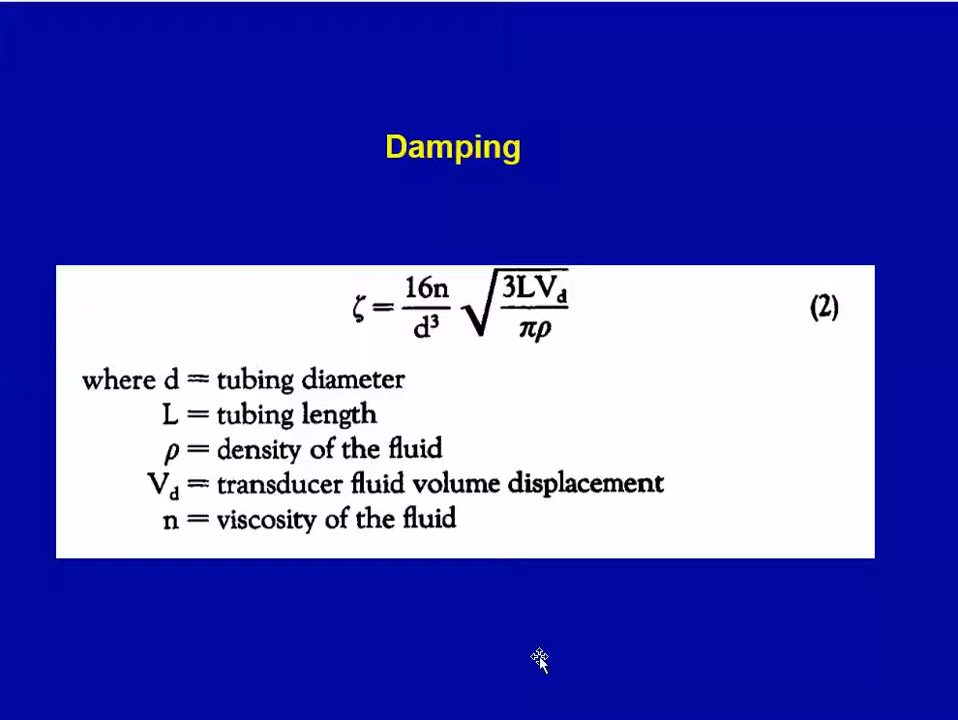 Damping
ζ = 16n/d³ √(3LV_d/πρ) (2)
where d = tubing diameter
L = tubing length
ρ = density of the fluid
V_d = transducer fluid volume displacement
n = viscosity of the fluid